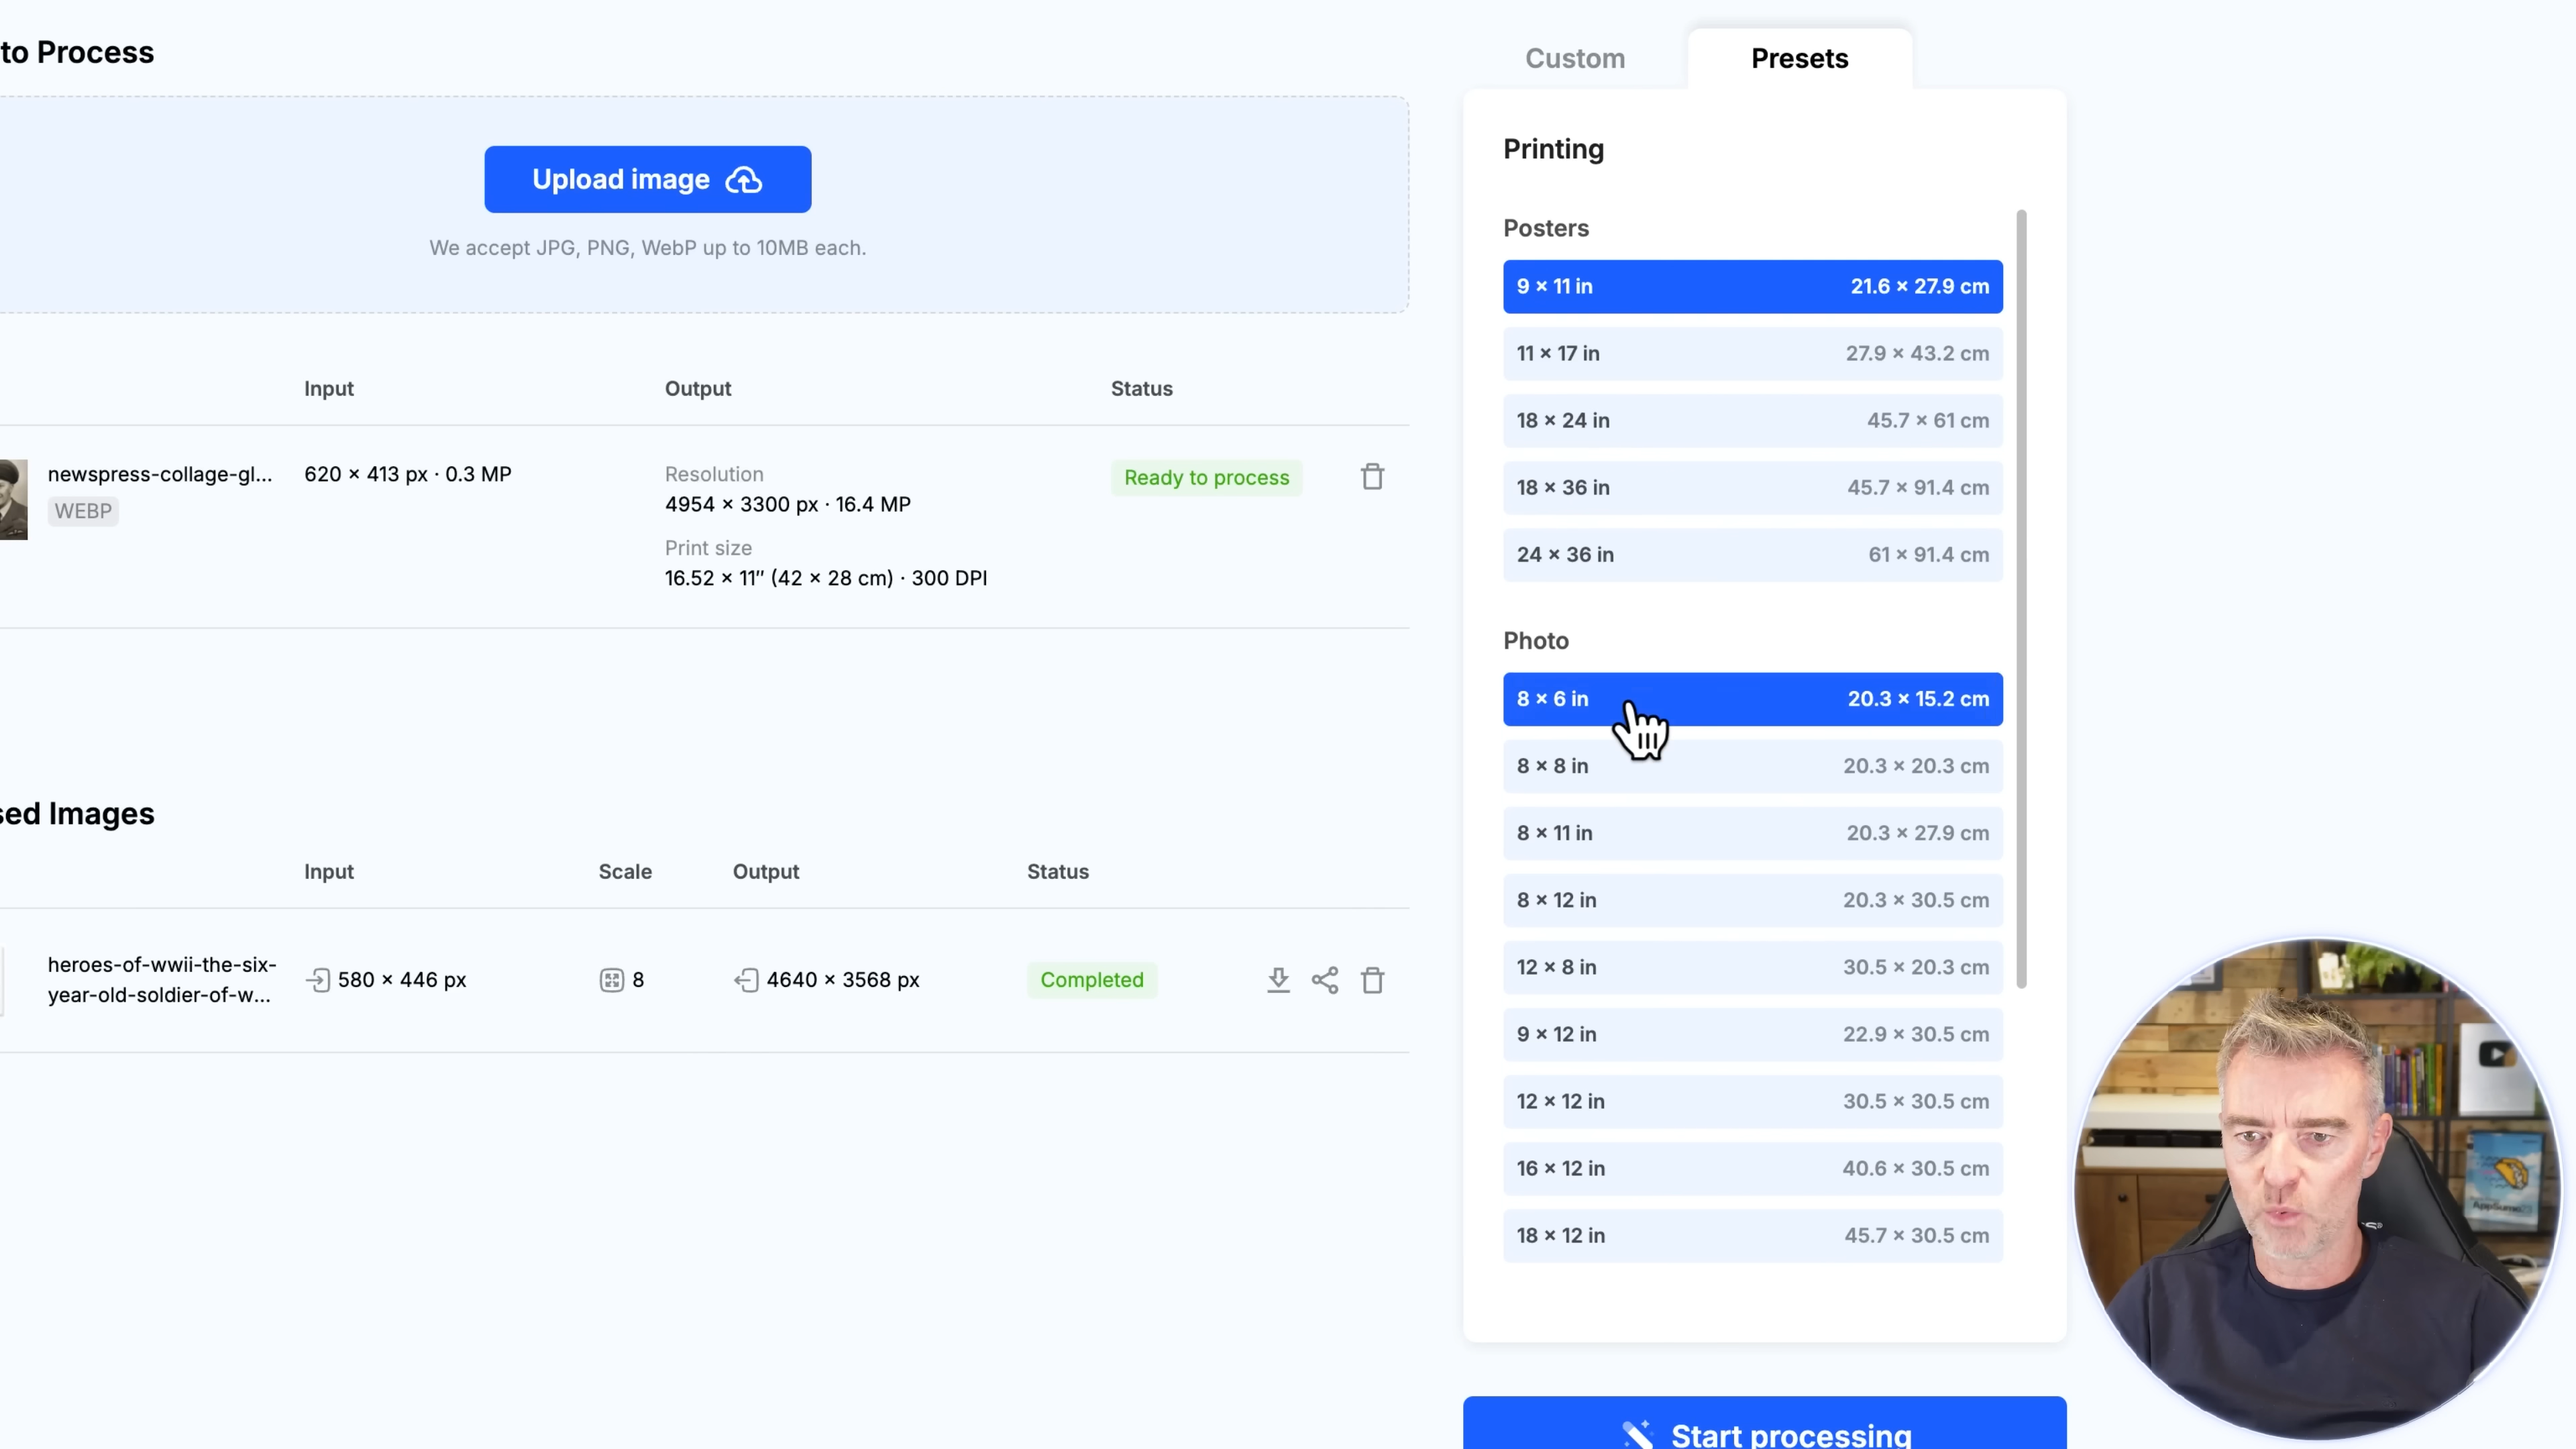 to Process
Custom
Presets
Upload image
We accept JPG, PNG, WebP up to 10MB each.
Input
Output
Status
newspress-collage-gl...
WEBP
620 × 413 px · 0.3 MP
Resolution
4954 × 3300 px · 16.4 MP
Print size
16.52 × 11″ (42 × 28 cm) · 300 DPI
Ready to process
sed Images
Input
Scale
Output
Status
heroes-of-wwii-the-six-
year-old-soldier-of-w...
580 × 446 px
8
4640 × 3568 px
Completed
Printing
Posters
9 × 11 in 21.6 × 27.9 cm
11 × 17 in 27.9 × 43.2 cm
18 × 24 in 45.7 × 61 cm
18 × 36 in 45.7 × 91.4 cm
24 × 36 in 61 × 91.4 cm
Photo
8 × 6 in 20.3 × 15.2 cm
8 × 8 in 20.3 × 20.3 cm
8 × 11 in 20.3 × 27.9 cm
8 × 12 in 20.3 × 30.5 cm
12 × 8 in 30.5 × 20.3 cm
9 × 12 in 22.9 × 30.5 cm
12 × 12 in 30.5 × 30.5 cm
16 × 12 in 40.6 × 30.5 cm
18 × 12 in 45.7 × 30.5 cm
Start processing